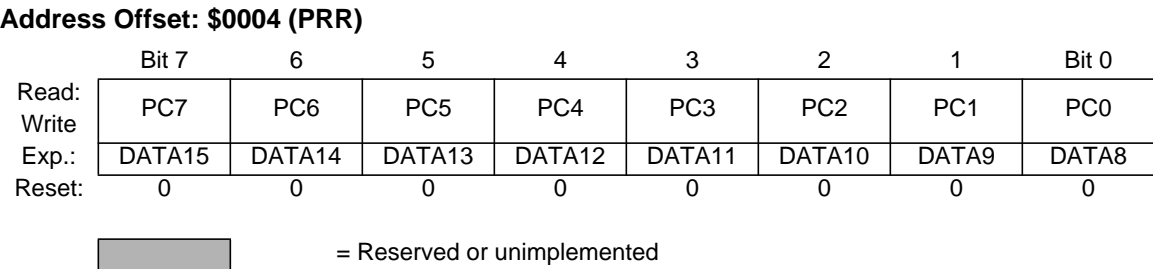 Address Offset: $0004 (PRR)
Bit 7 6 5 4 3 2 1 Bit 0
Read:
Write
PC7 PC6 PC5 PC4 PC3 PC2 PC1 PC0
Exp.: DATA15 DATA14 DATA13 DATA12 DATA11 DATA10 DATA9 DATA8
Reset: 0 0 0 0 0 0 0 0
= Reserved or unimplemented